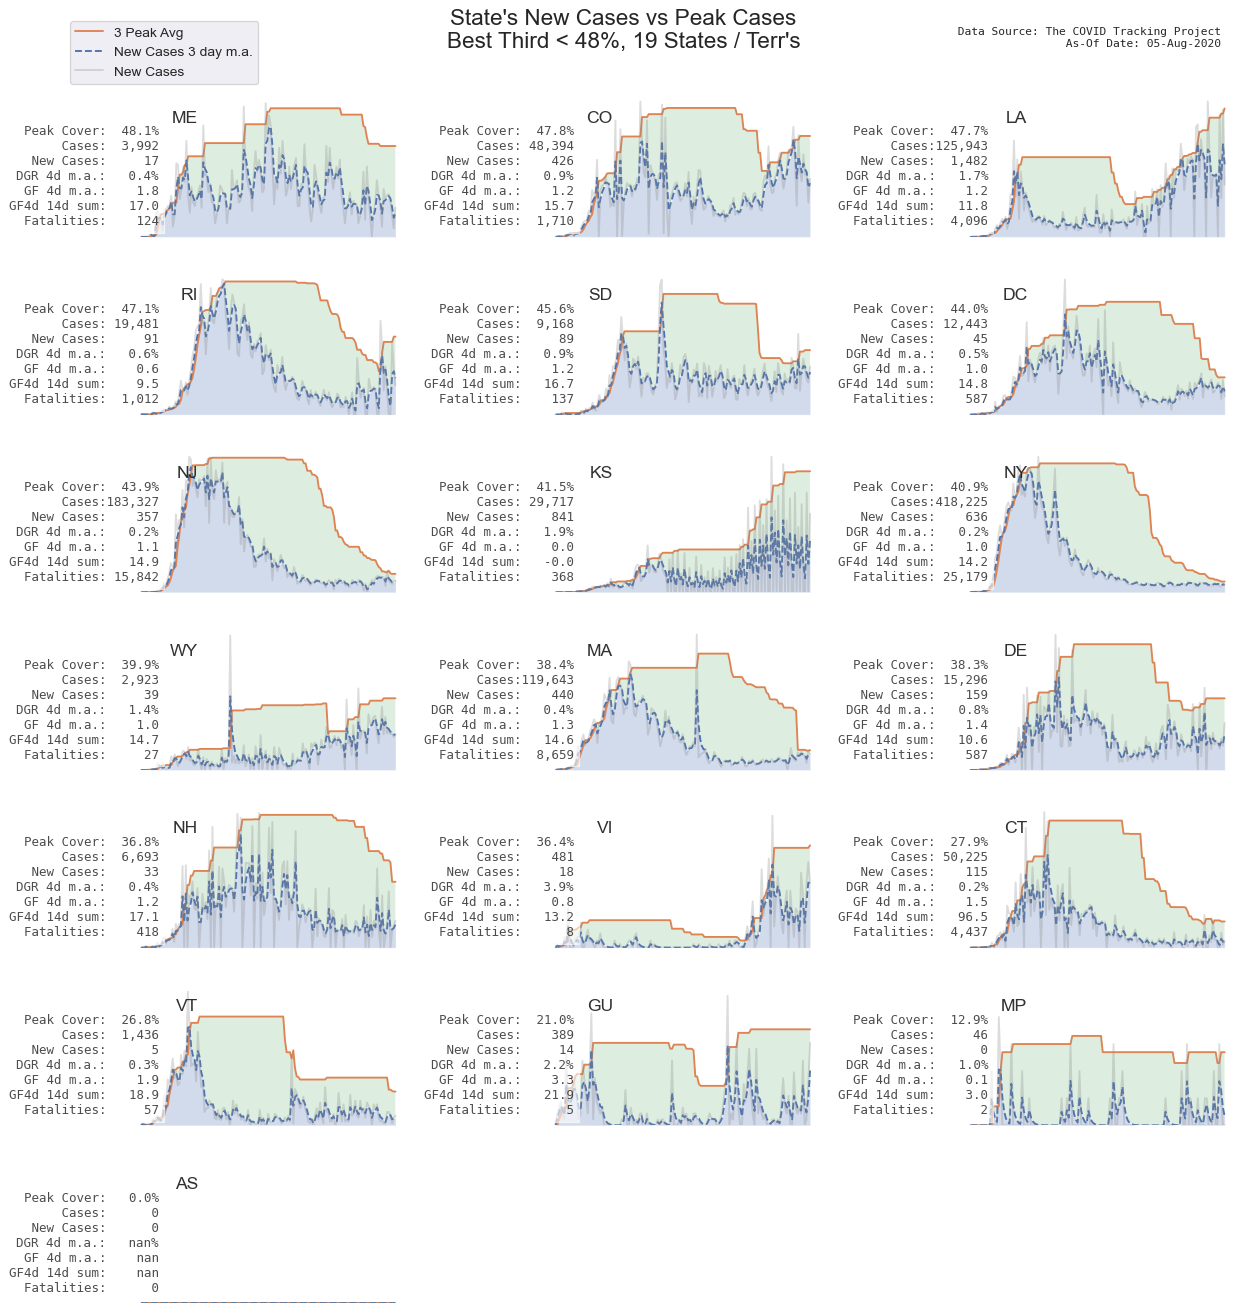 State's New Cases vs Peak Cases
Best Third < 48%, 19 States / Terr's
Data Source: The COVID Tracking Project
As-Of Date: 05-Aug-2020
3 Peak Avg
New Cases 3 day m.a.
New Cases
ME
Peak Cover: 48.1%
Cases: 3,992
New Cases: 17
DGR 4d m.a.: 0.4%
GF 4d m.a.: 1.8
GF4d 14d sum: 17.0
Fatalities: 124
CO
Peak Cover: 47.8%
Cases: 48,394
New Cases: 426
DGR 4d m.a.: 0.9%
GF 4d m.a.: 1.2
GF4d 14d sum: 15.7
Fatalities: 1,710
LA
Peak Cover: 47.7%
Cases:125,943
New Cases: 1,482
DGR 4d m.a.: 1.7%
GF 4d m.a.: 1.2
GF4d 14d sum: 11.8
Fatalities: 4,096
RI
Peak Cover: 47.1%
Cases: 19,481
New Cases: 91
DGR 4d m.a.: 0.6%
GF 4d m.a.: 0.6
GF4d 14d sum: 9.5
Fatalities: 1,012
SD
Peak Cover: 45.6%
Cases: 9,168
New Cases: 89
DGR 4d m.a.: 0.9%
GF 4d m.a.: 1.2
GF4d 14d sum: 16.7
Fatalities: 137
DC
Peak Cover: 44.0%
Cases: 12,443
New Cases: 45
DGR 4d m.a.: 0.5%
GF 4d m.a.: 1.0
GF4d 14d sum: 14.8
Fatalities: 587
NJ
Peak Cover: 43.9%
Cases:183,327
New Cases: 357
DGR 4d m.a.: 0.2%
GF 4d m.a.: 1.1
GF4d 14d sum: 14.9
Fatalities: 15,842
KS
Peak Cover: 41.5%
Cases: 29,717
New Cases: 841
DGR 4d m.a.: 1.9%
GF 4d m.a.: 0.0
GF4d 14d sum: -0.0
Fatalities: 368
NY
Peak Cover: 40.9%
Cases:418,225
New Cases: 636
DGR 4d m.a.: 0.2%
GF 4d m.a.: 1.0
GF4d 14d sum: 14.2
Fatalities: 25,179
WY
Peak Cover: 39.9%
Cases: 2,923
New Cases: 39
DGR 4d m.a.: 1.4%
GF 4d m.a.: 1.0
GF4d 14d sum: 14.7
Fatalities: 27
MA
Peak Cover: 38.4%
Cases:119,643
New Cases: 440
DGR 4d m.a.: 0.4%
GF 4d m.a.: 1.3
GF4d 14d sum: 14.6
Fatalities: 8,659
DE
Peak Cover: 38.3%
Cases: 15,296
New Cases: 159
DGR 4d m.a.: 0.8%
GF 4d m.a.: 1.4
GF4d 14d sum: 10.6
Fatalities: 587
NH
Peak Cover: 36.8%
Cases: 6,693
New Cases: 33
DGR 4d m.a.: 0.4%
GF 4d m.a.: 1.2
GF4d 14d sum: 17.1
Fatalities: 418
VI
Peak Cover: 36.4%
Cases: 481
New Cases: 18
DGR 4d m.a.: 3.9%
GF 4d m.a.: 0.8
GF4d 14d sum: 13.2
Fatalities: 8
CT
Peak Cover: 27.9%
Cases: 50,225
New Cases: 115
DGR 4d m.a.: 0.2%
GF 4d m.a.: 1.5
GF4d 14d sum: 96.5
Fatalities: 4,437
VT
Peak Cover: 26.8%
Cases: 1,436
New Cases: 5
DGR 4d m.a.: 0.3%
GF 4d m.a.: 1.9
GF4d 14d sum: 18.9
Fatalities: 57
GU
Peak Cover: 21.0%
Cases: 389
New Cases: 14
DGR 4d m.a.: 2.2%
GF 4d m.a.: 3.3
GF4d 14d sum: 21.9
Fatalities: 5
MP
Peak Cover: 12.9%
Cases: 46
New Cases: 0
DGR 4d m.a.: 1.0%
GF 4d m.a.: 0.1
GF4d 14d sum: 3.0
Fatalities: 2
AS
Peak Cover: 0.0%
Cases: 0
New Cases: 0
DGR 4d m.a.: nan%
GF 4d m.a.: nan
GF4d 14d sum: nan
Fatalities: 0